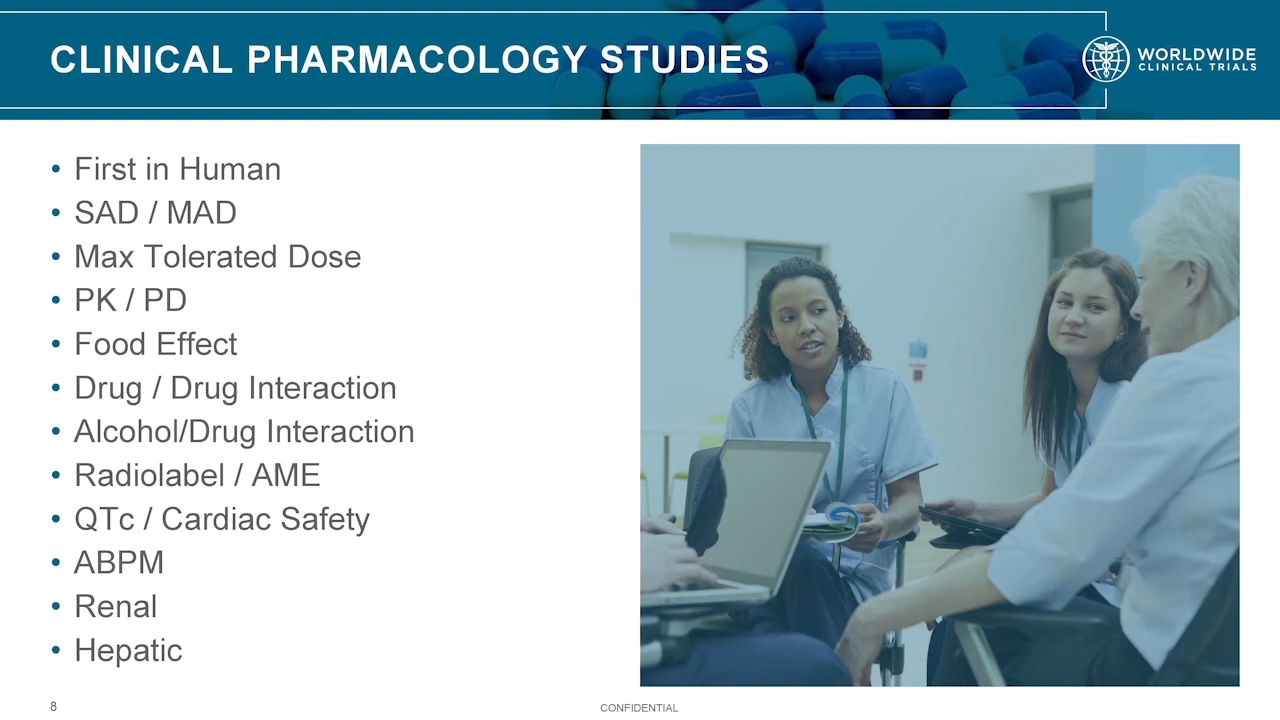 CLINICAL PHARMACOLOGY STUDIES
WORLDWIDE
CLINICAL TRIALS
• First in Human
• SAD / MAD
• Max Tolerated Dose
• PK / PD
• Food Effect
• Drug / Drug Interaction
• Alcohol/Drug Interaction
• Radiolabel / AME
• QTc / Cardiac Safety
• ABPM
• Renal
• Hepatic
8
CONFIDENTIAL